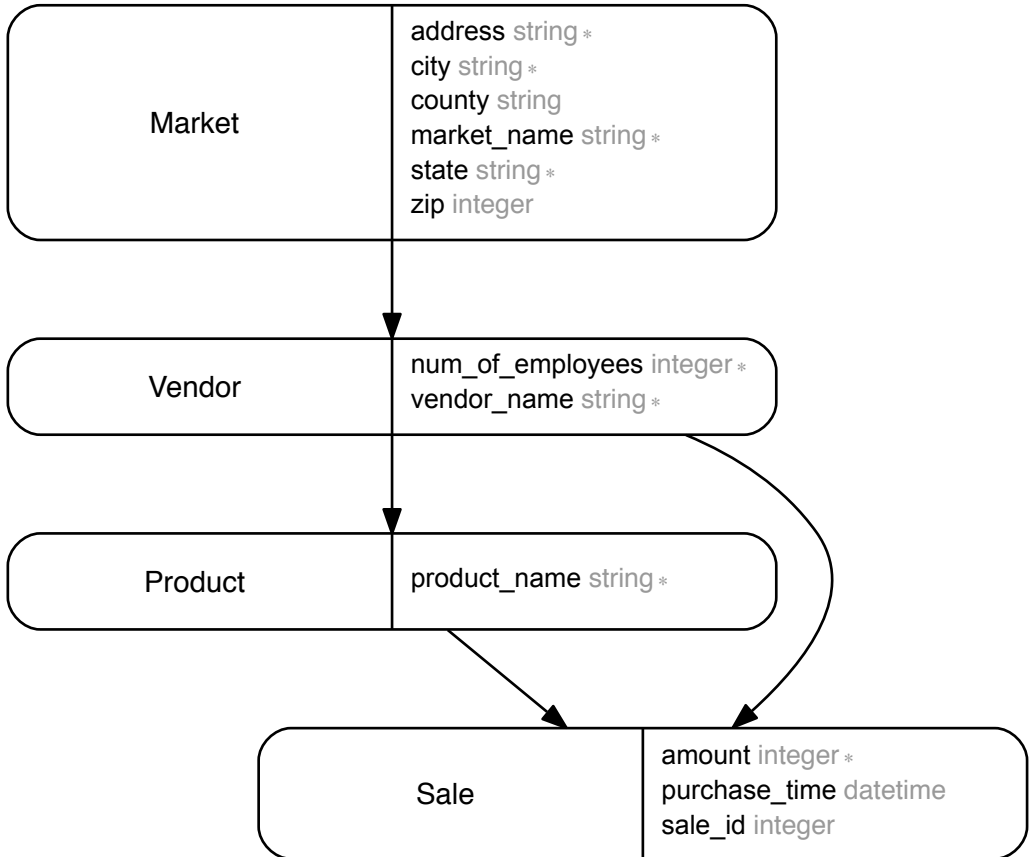 Market
address string *
city string *
county string
market_name string *
state string *
zip integer
Vendor
num_of_employees integer *
vendor_name string *
Product
product_name string *
Sale
amount integer *
purchase_time datetime
sale_id integer